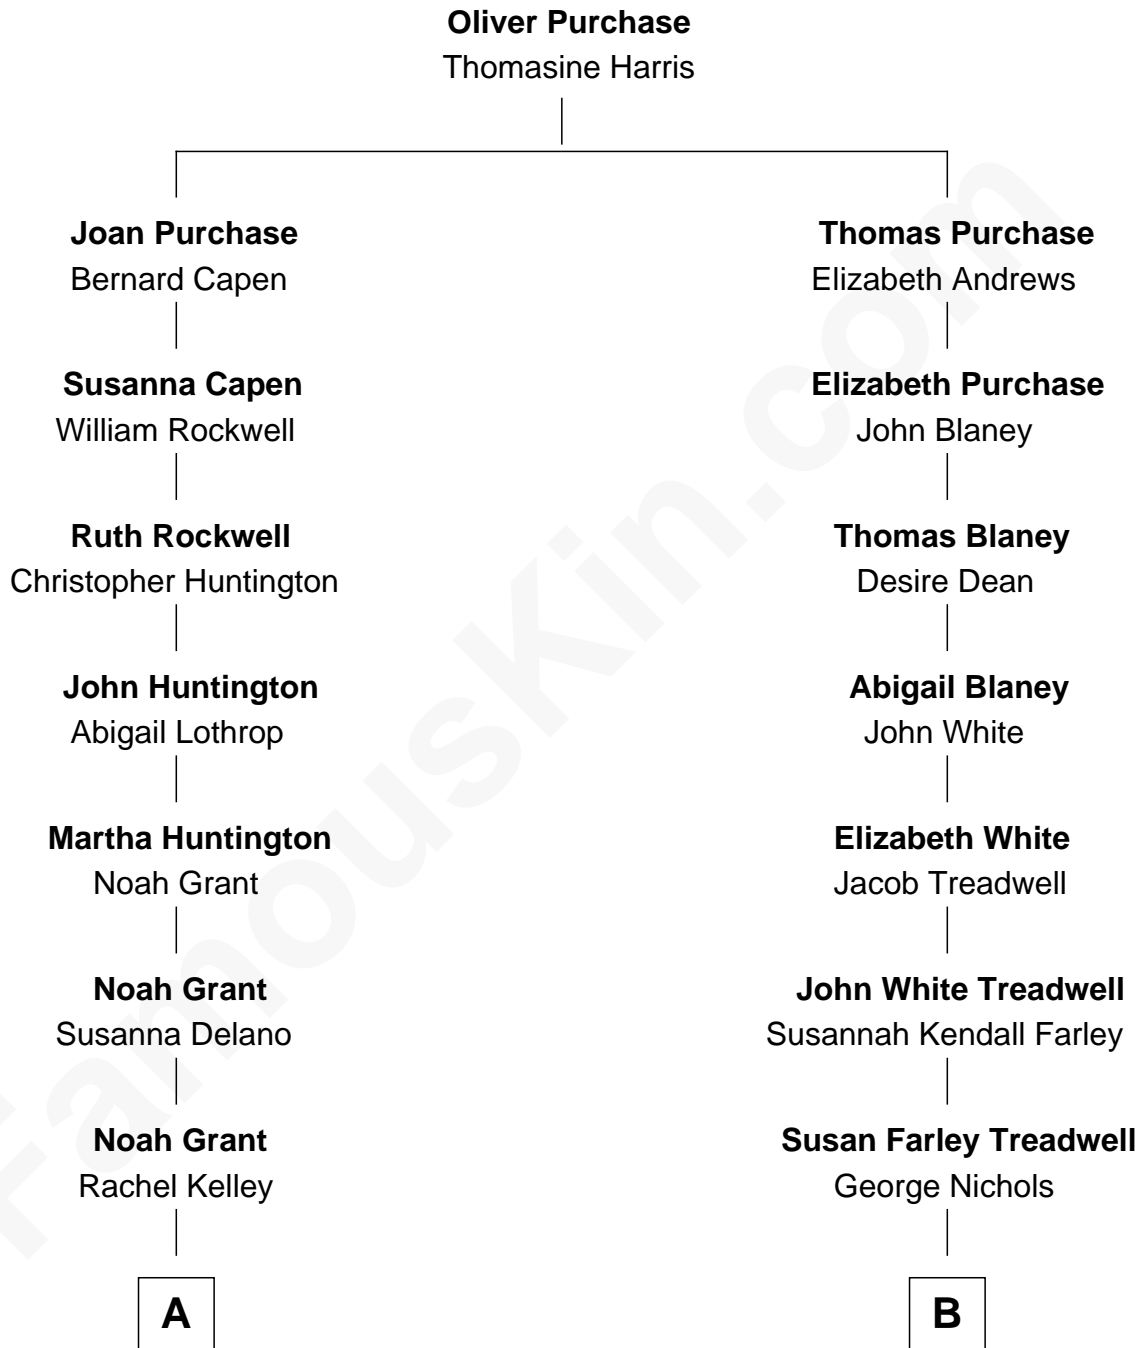 Oliver Purchase
Thomasine Harris
Joan Purchase
Bernard Capen
Thomas Purchase
Elizabeth Andrews
Susanna Capen
William Rockwell
Elizabeth Purchase
John Blaney
Ruth Rockwell
Christopher Huntington
Thomas Blaney
Desire Dean
John Huntington
Abigail Lothrop
Abigail Blaney
John White
Martha Huntington
Noah Grant
Elizabeth White
Jacob Treadwell
Noah Grant
Susanna Delano
John White Treadwell
Susannah Kendall Farley
Noah Grant
Rachel Kelley
Susan Farley Treadwell
George Nichols
A
B
FamousKin.com